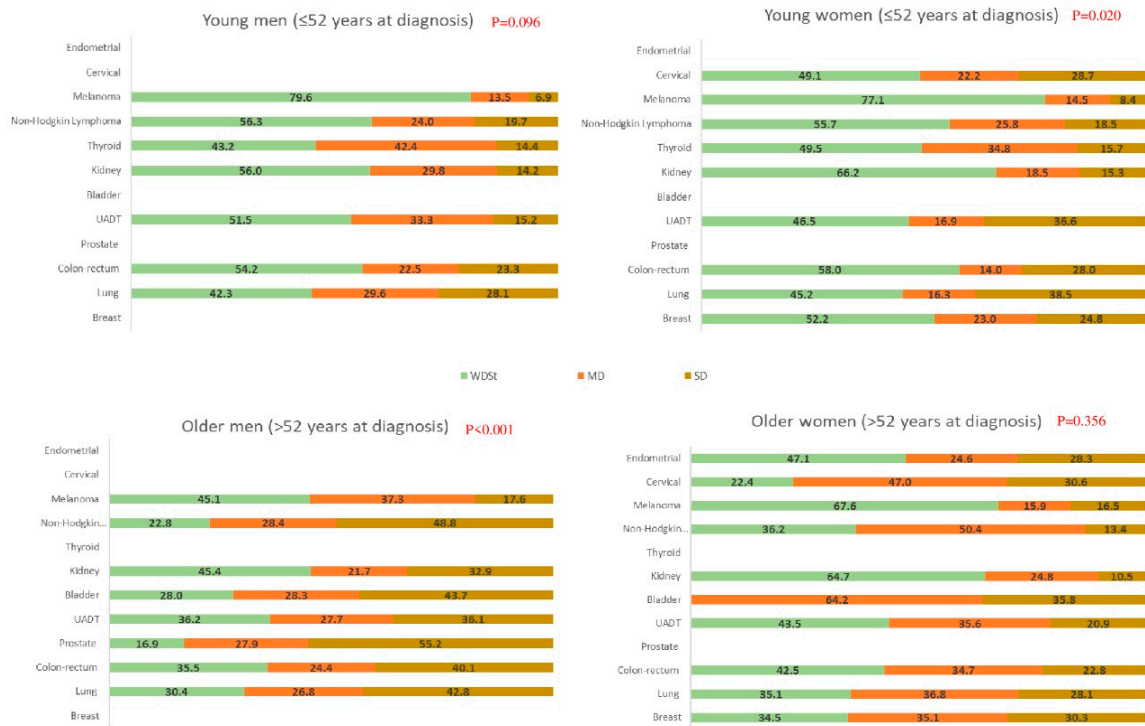 Young men (≤52 years at diagnosis) P=0.096
Endometrial
Cervical
Melanoma 79.6 13.5 6.9
Non-Hodgkin Lymphoma 56.3 24.0 19.7
Thyroid 43.2 42.4 14.4
Kidney 56.0 29.8 14.2
Bladder
UADT 51.5 33.3 15.2
Prostate
Colon-rectum 54.2 22.5 23.3
Lung 42.3 29.6 28.1
Breast
Young women (≤52 years at diagnosis) P=0.020
Endometrial
Cervical 49.1 22.2 28.7
Melanoma 77.1 14.5 8.4
Non-Hodgkin Lymphoma 55.7 25.8 18.5
Thyroid 49.5 34.8 15.7
Kidney 66.2 18.5 15.3
Bladder
UADT 46.5 16.9 36.6
Prostate
Colon-rectum 58.0 14.0 28.0
Lung 45.2 16.3 38.5
Breast 52.2 23.0 24.8
WDSt MD SD
Older men (>52 years at diagnosis) P<0.001
Endometrial
Cervical
Melanoma 45.1 37.3 17.6
Non-Hodgkin... 22.8 28.4 48.8
Thyroid
Kidney 45.4 21.7 32.9
Bladder 28.0 28.3 43.7
UADT 36.2 27.7 36.1
Prostate 16.9 27.9 55.2
Colon-rectum 35.5 24.4 40.1
Lung 30.4 26.8 42.8
Breast
Older women (>52 years at diagnosis) P=0.356
Endometrial 47.1 24.6 28.3
Cervical 22.4 47.0 30.6
Melanoma 67.6 15.9 16.5
Non-Hodgkin... 36.2 50.4 13.4
Thyroid
Kidney 64.7 24.8 10.5
Bladder 64.2 35.8
UADT 43.5 35.6 20.9
Prostate
Colon-rectum 42.5 34.7 22.8
Lung 35.1 36.8 28.1
Breast 34.5 35.1 30.3